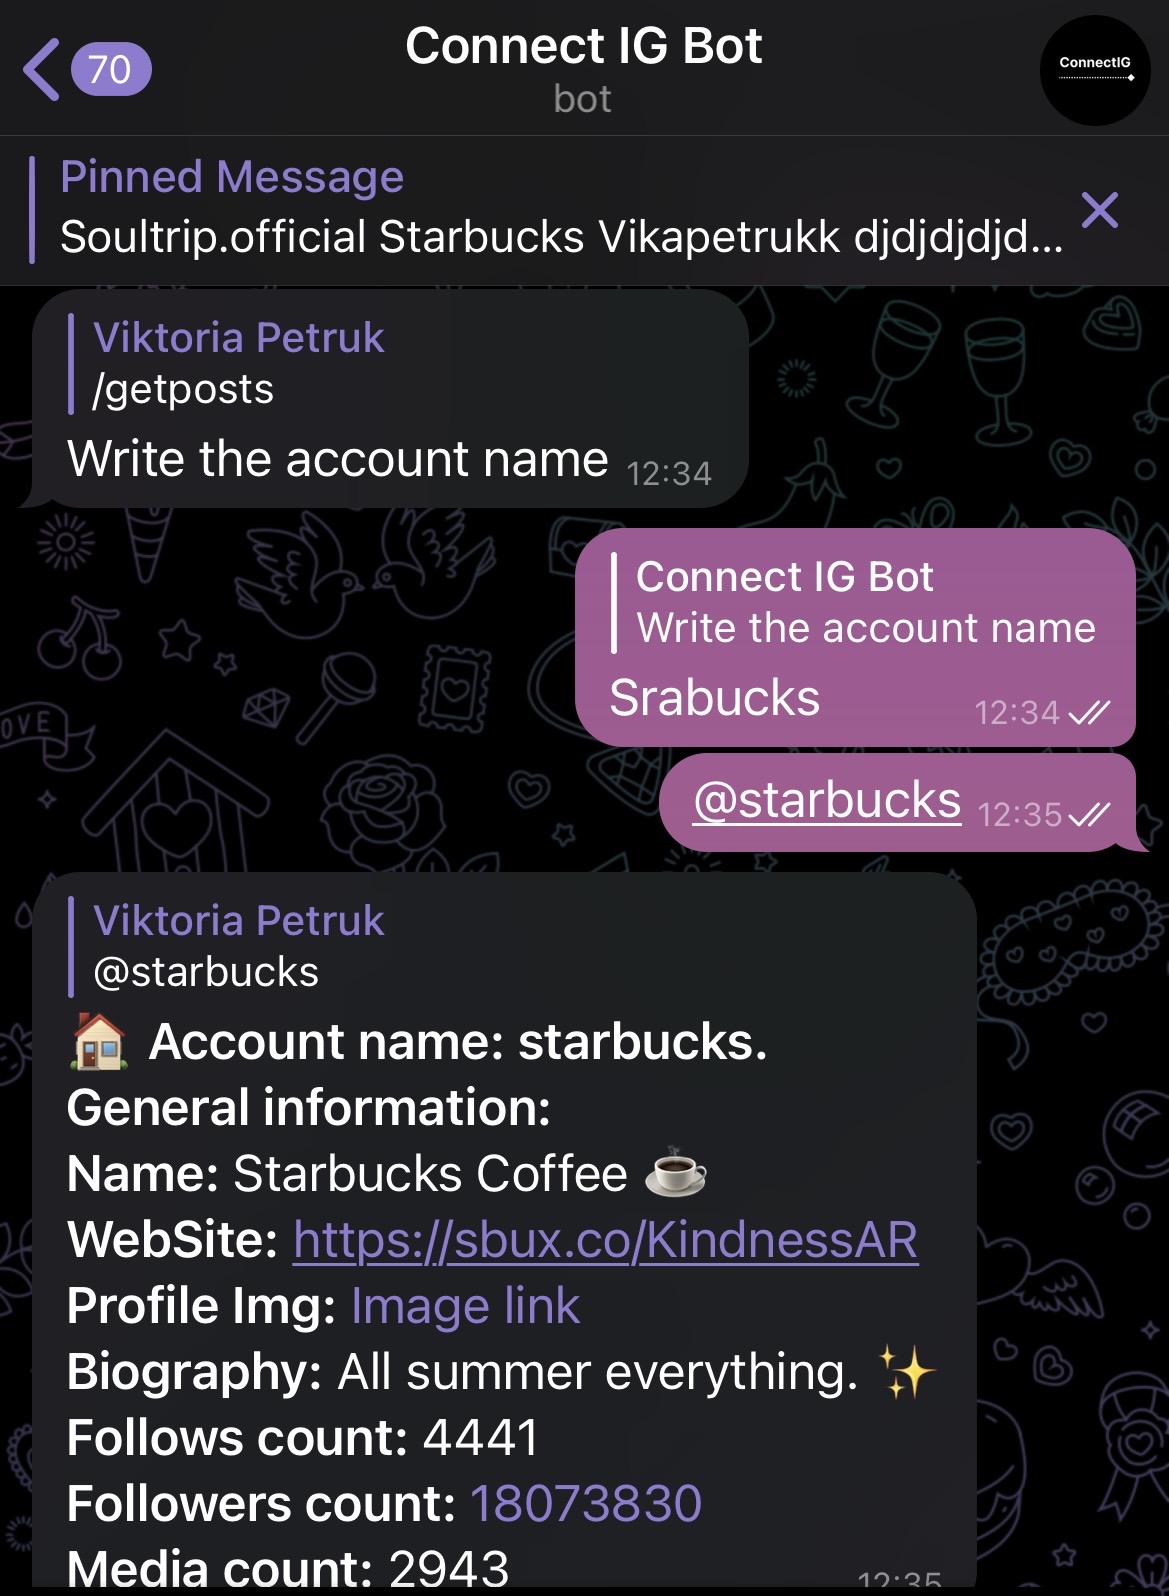 70
Connect IG Bot
bot
ConnectIG
Pinned Message
Soultrip.official Starbucks Vikapetrukk djdjdjdjd...
Viktoria Petruk
/getposts
Write the account name 12:34
Connect IG Bot
Write the account name
Srabucks 12:34
@starbucks 12:35
OVE
Viktoria Petruk
@starbucks
🏠 Account name: starbucks.
General information:
Name: Starbucks Coffee ☕
WebSite: https://sbux.co/KindnessAR
Profile Img: Image link
Biography: All summer everything. ✨
Follows count: 4441
Followers count: 18073830
Media count: 2943 12:35